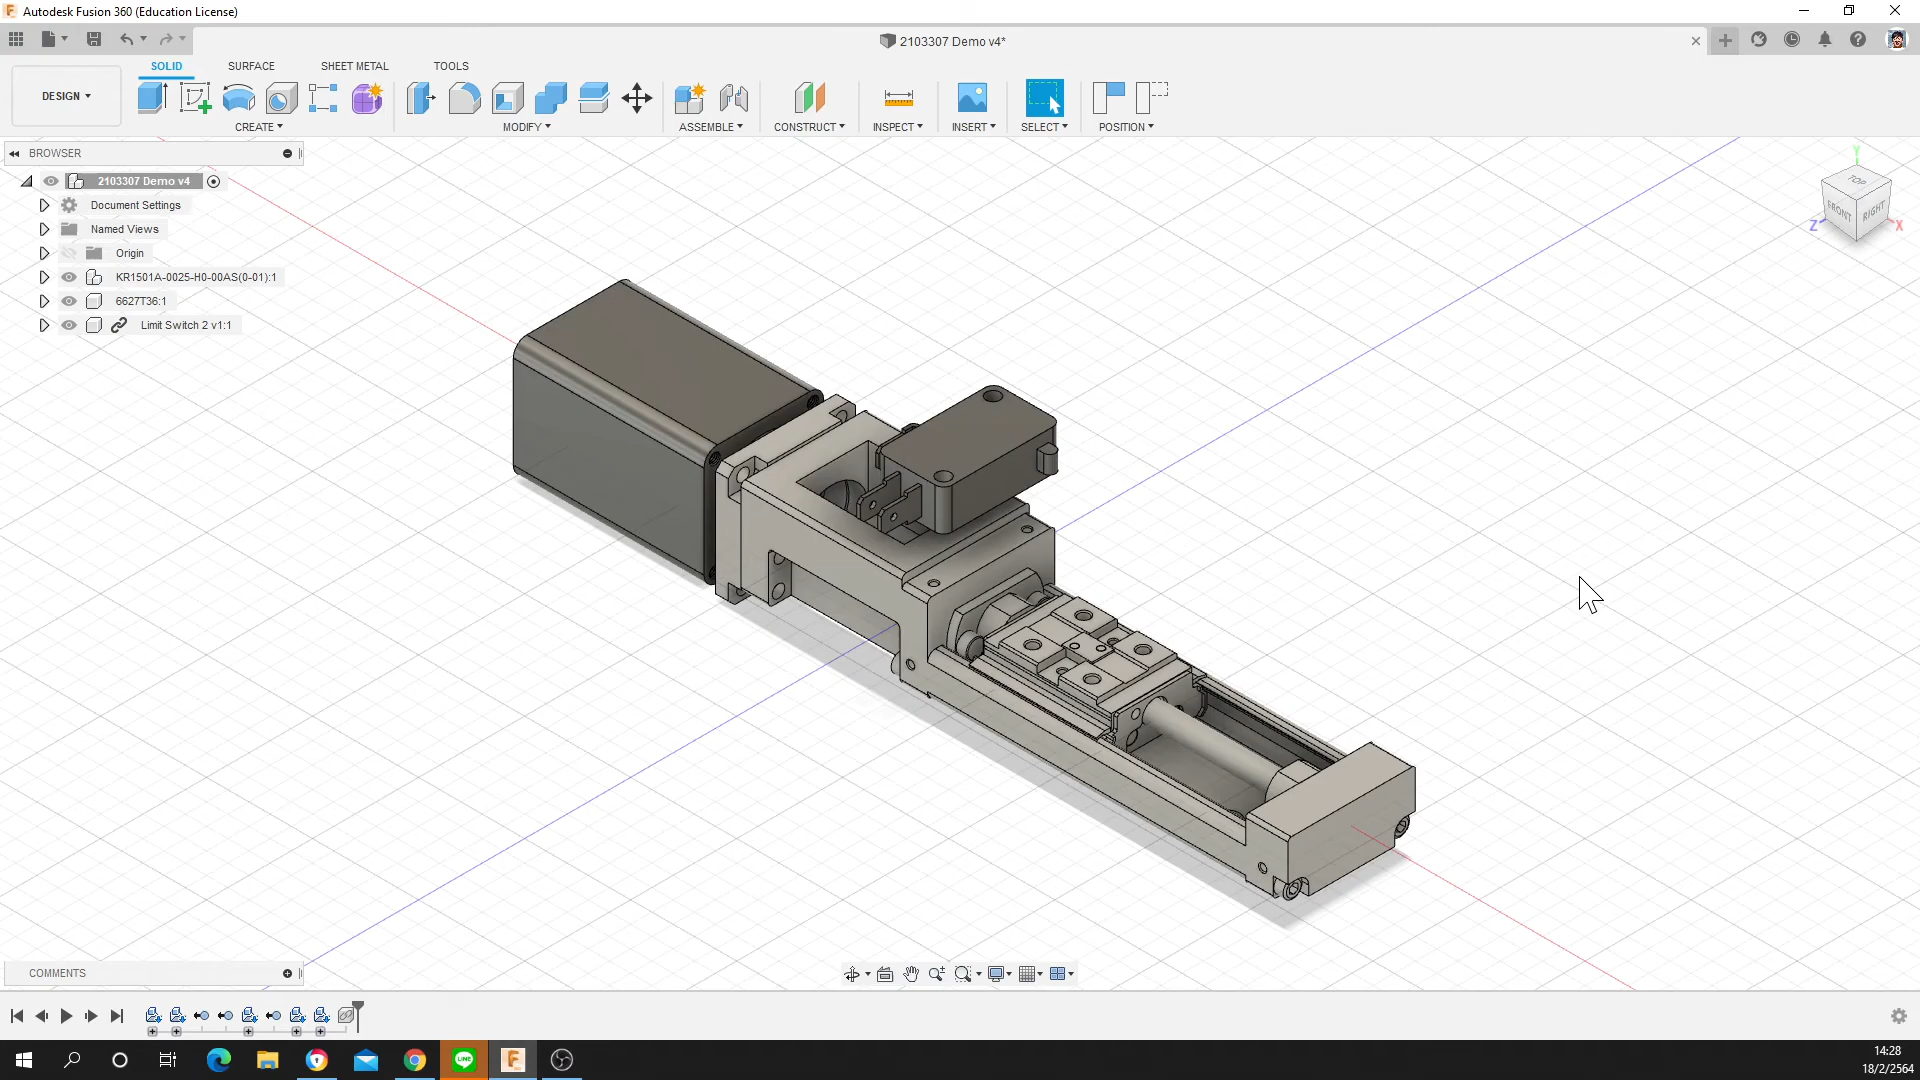 Autodesk Fusion 360 (Education License)
2103307 Demo v4*
SOLID SURFACE SHEET METAL TOOLS
DESIGN
CREATE MODIFY ASSEMBLE CONSTRUCT INSPECT INSERT SELECT POSITION
BROWSER
2103307 Demo v4
Document Settings
Named Views
Origin
KR1501A-0025-H0-00AS(0-01):1
6627T36:1
Limit Switch 2 v1:1
Y
TOP
FRONT RIGHT
Z X
COMMENTS
LINE
14:28
18/2/2564